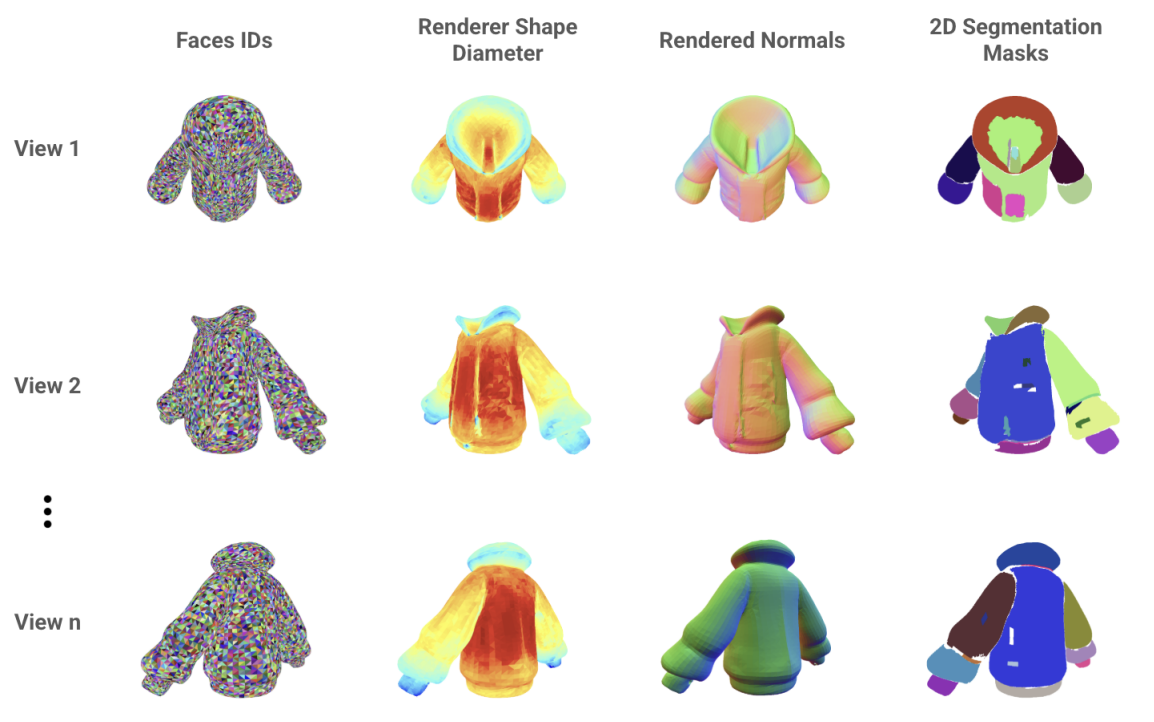 Faces IDs
Renderer Shape
Diameter
Rendered Normals
2D Segmentation
Masks
View 1
View 2
View n